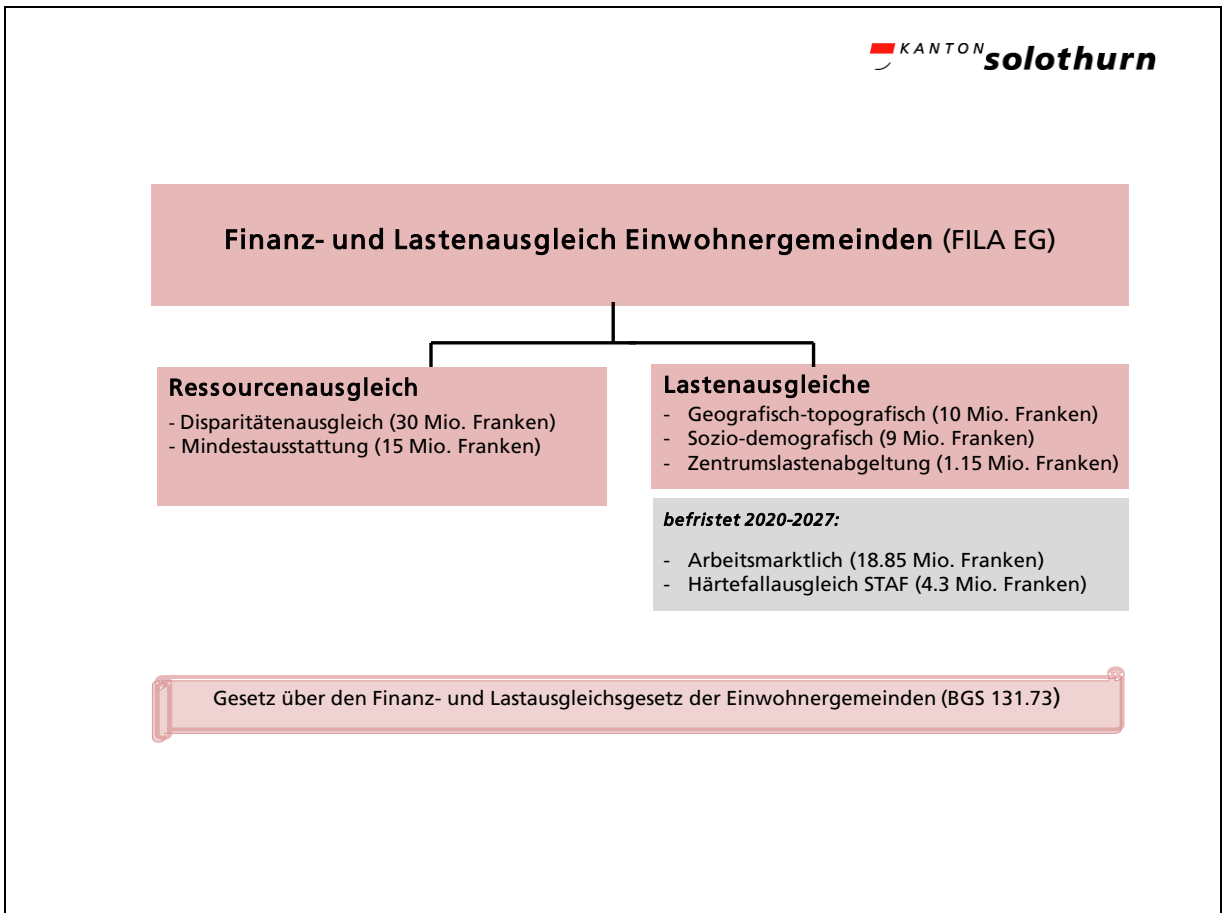 KANTON solothurn
Finanz- und Lastenausgleich Einwohnergemeinden (FILA EG)
Ressourcenausgleich
- Disparitätenausgleich (30 Mio. Franken)
- Mindestausstattung (15 Mio. Franken)
Lastenausgleiche
- Geografisch-topografisch (10 Mio. Franken)
- Sozio-demografisch (9 Mio. Franken)
- Zentrumslastenabgeltung (1.15 Mio. Franken)
befristet 2020-2027:
- Arbeitsmarktlich (18.85 Mio. Franken)
- Härtefallausgleich STAF (4.3 Mio. Franken)
Gesetz über den Finanz- und Lastausgleichsgesetz der Einwohnergemeinden (BGS 131.73)